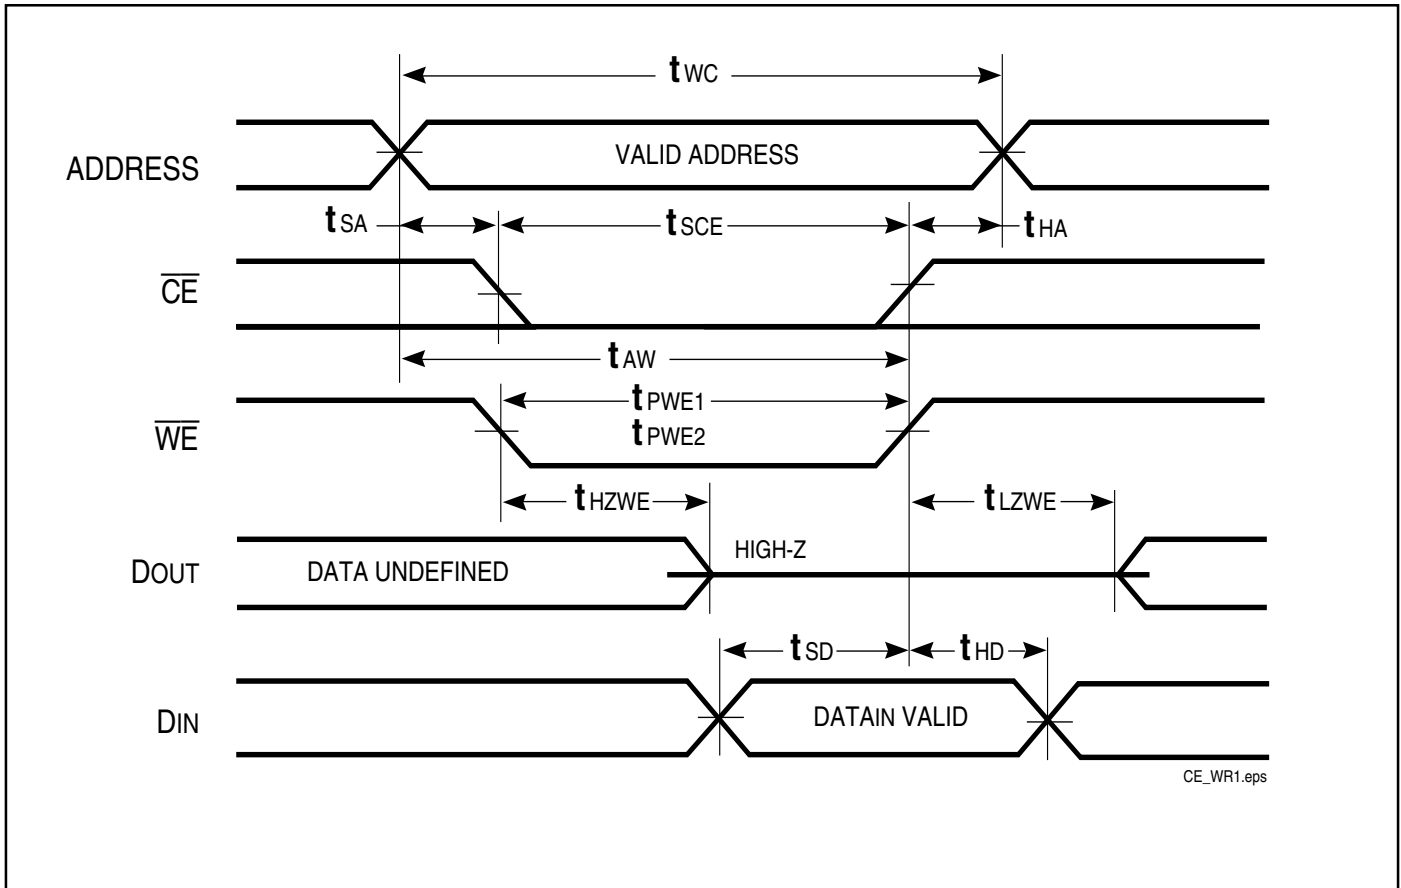 tWC
ADDRESS
VALID ADDRESS
tSA
tSCE
tHA
CE
tAW
tPWE1
WE
tPWE2
tHZWE
tLZWE
DOUT
DATA UNDEFINED
HIGH-Z
tSD
tHD
DIN
DATAIN VALID
CE_WR1.eps